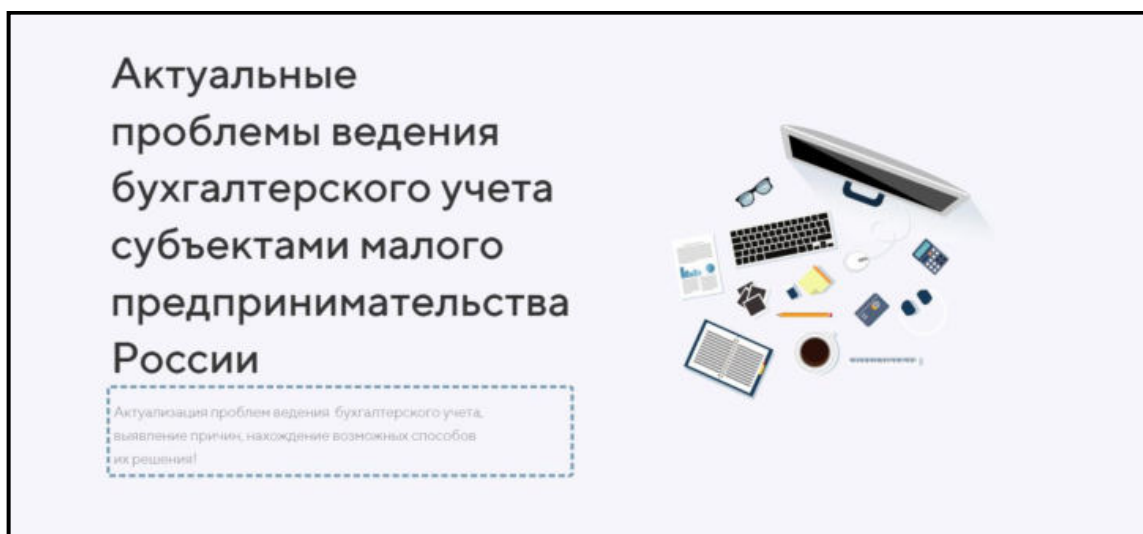 Актуальные
проблемы ведения
бухгалтерского учета
субъектами малого
предпринимательства
России
Актуализация проблем ведения бухгалтерского учета,
выявление причин, нахождение возможных способов
их решения!